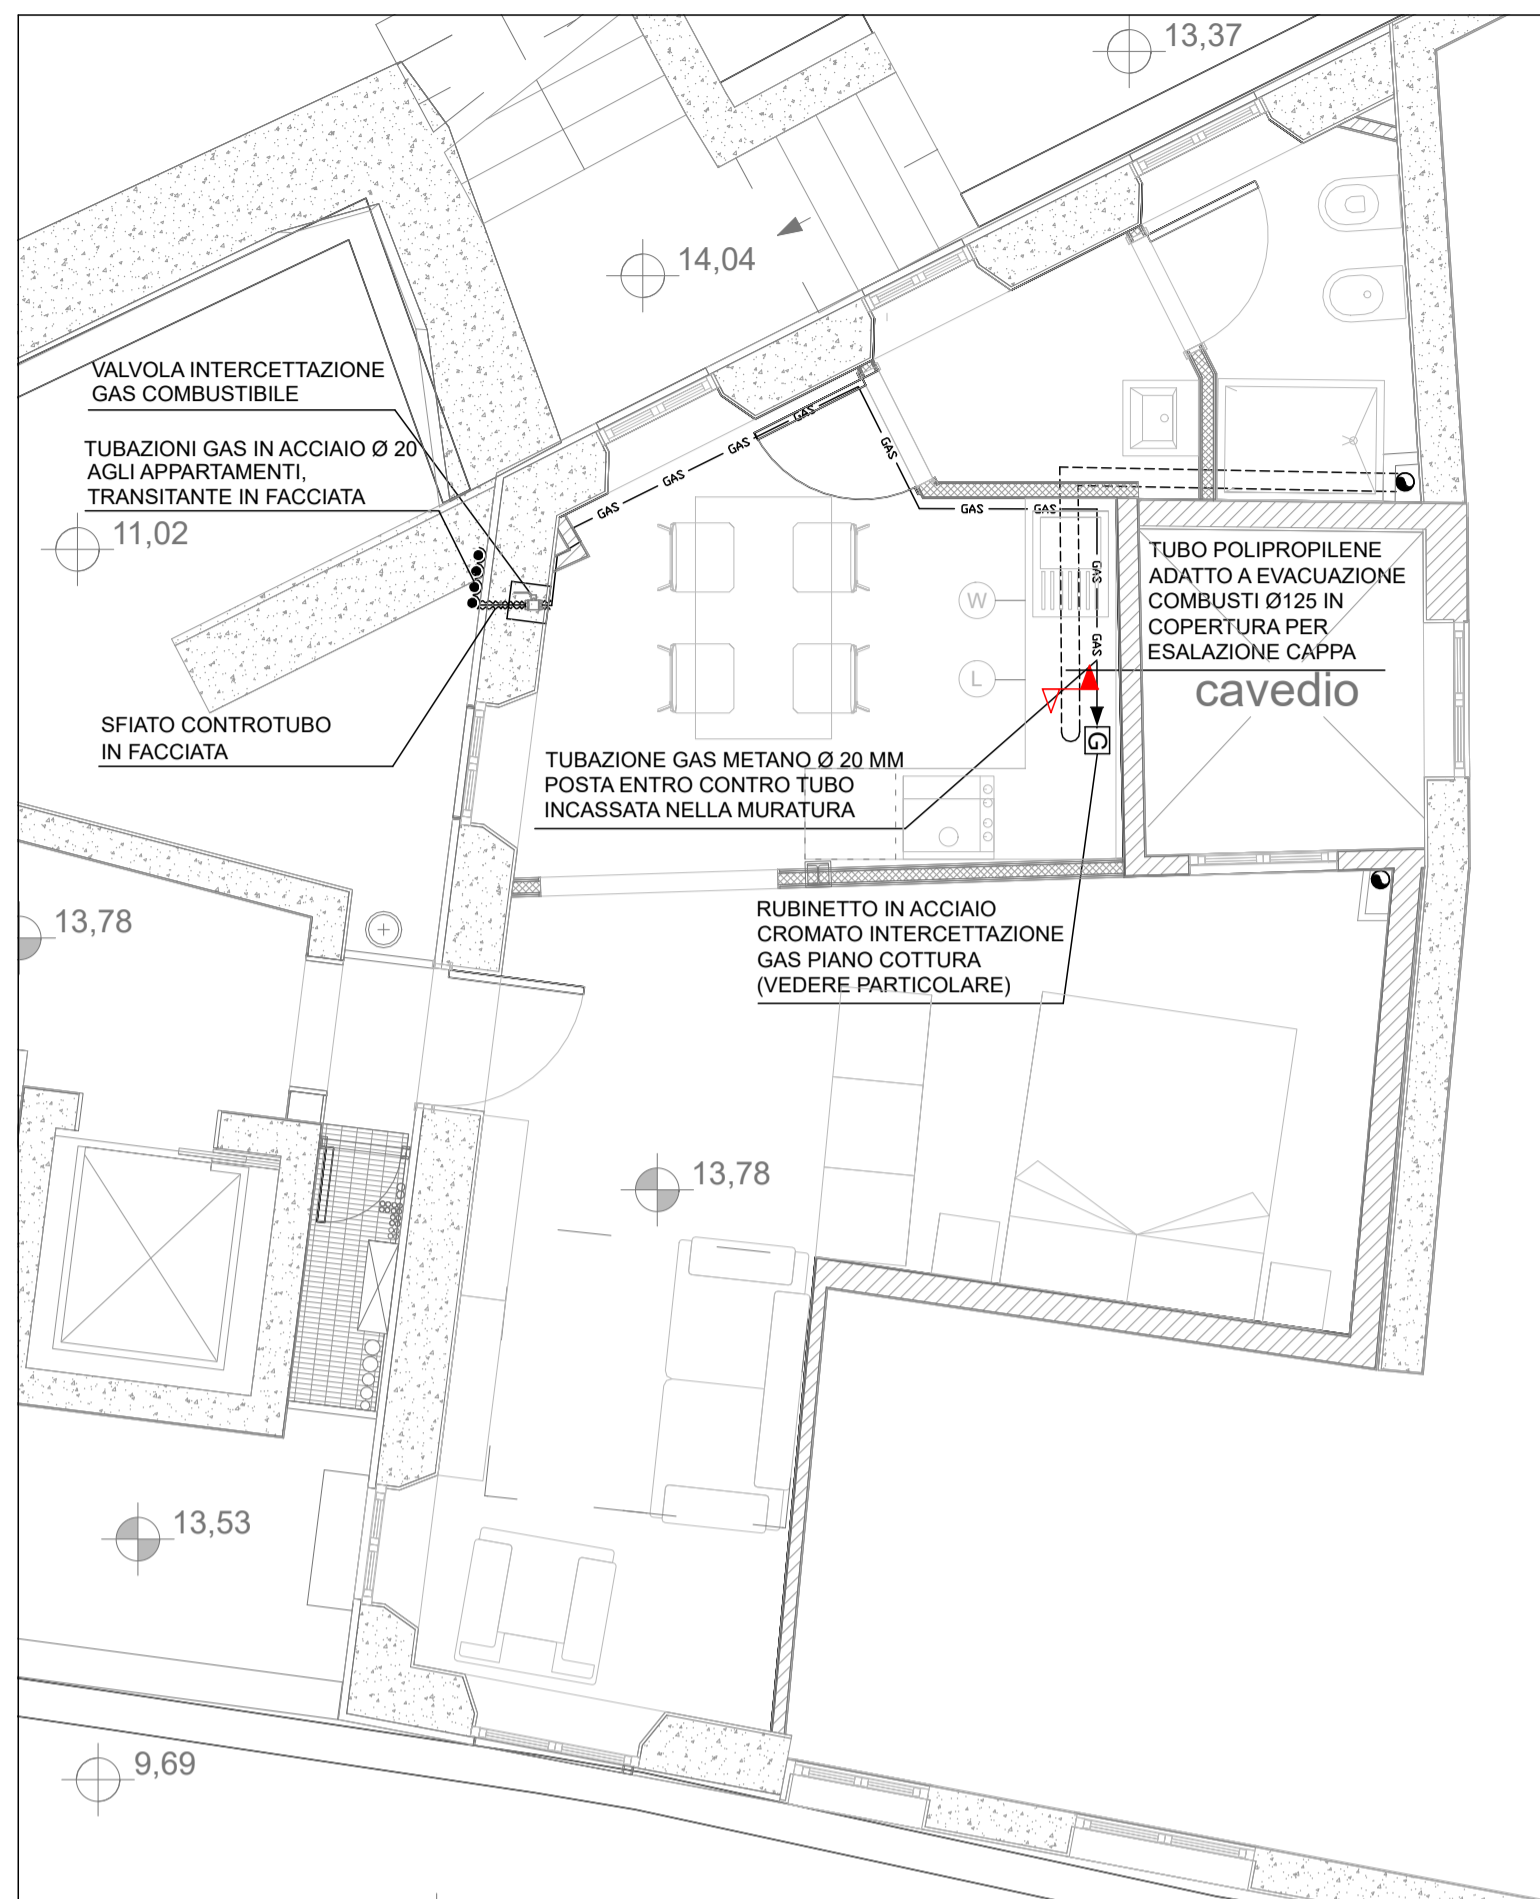 13,37
14,04
VALVOLA INTERCETTAZIONE
GAS COMBUSTIBILE
TUBAZIONI GAS IN ACCIAIO Ø 20
AGLI APPARTAMENTI,
TRANSITANTE IN FACCIATA
11,02
GAS
GAS
GAS
GAS
GAS
GAS
GAS
GAS
GAS
TUBO POLIPROPILENE
ADATTO A EVACUAZIONE
COMBUSTI Ø125 IN
COPERTURA PER
ESALAZIONE CAPPA
cavedio
W
L
G
SFIATO CONTROTUBO
IN FACCIATA
TUBAZIONE GAS METANO Ø 20 MM
POSTA ENTRO CONTRO TUBO
INCASSATA NELLA MURATURA
RUBINETTO IN ACCIAIO
CROMATO INTERCETTAZIONE
GAS PIANO COTTURA
(VEDERE PARTICOLARE)
13,78
13,78
13,53
9,69